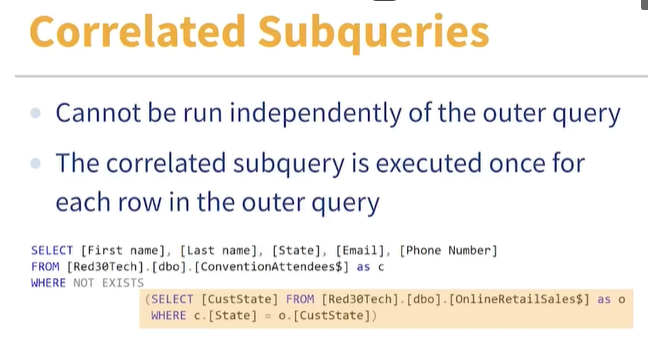 Correlated Subqueries
Cannot be run independently of the outer query
The correlated subquery is executed once for
each row in the outer query
SELECT [First name], [Last name], [State], [Email], [Phone Number]
FROM [Red30Tech].[dbo].[ConventionAttendees$] as c
WHERE NOT EXISTS
(SELECT [CustState] FROM [Red30Tech].[dbo].[OnlineRetailSales$] as o
WHERE c.[State] = o.[CustState])